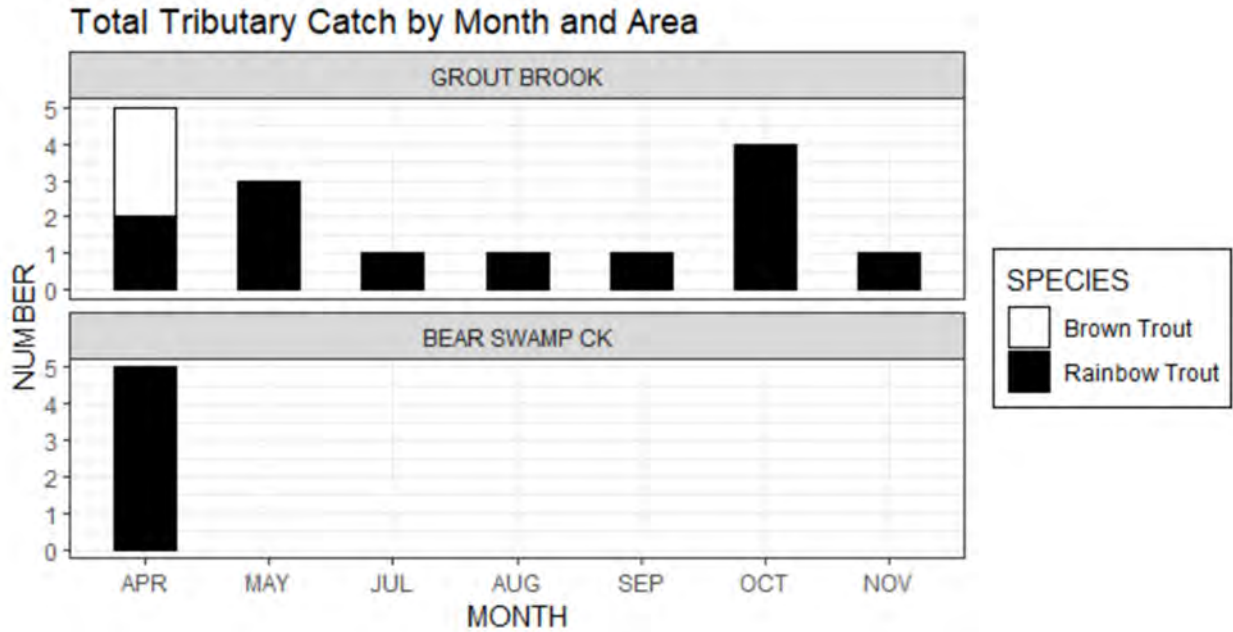 Total Tributary Catch by Month and Area
GROUT BROOK
5
4
3
2
1
0
BEAR SWAMP CK
5
4
3
2
1
0
NUMBER
APR MAY JUL AUG SEP OCT NOV
MONTH
SPECIES
Brown Trout
Rainbow Trout